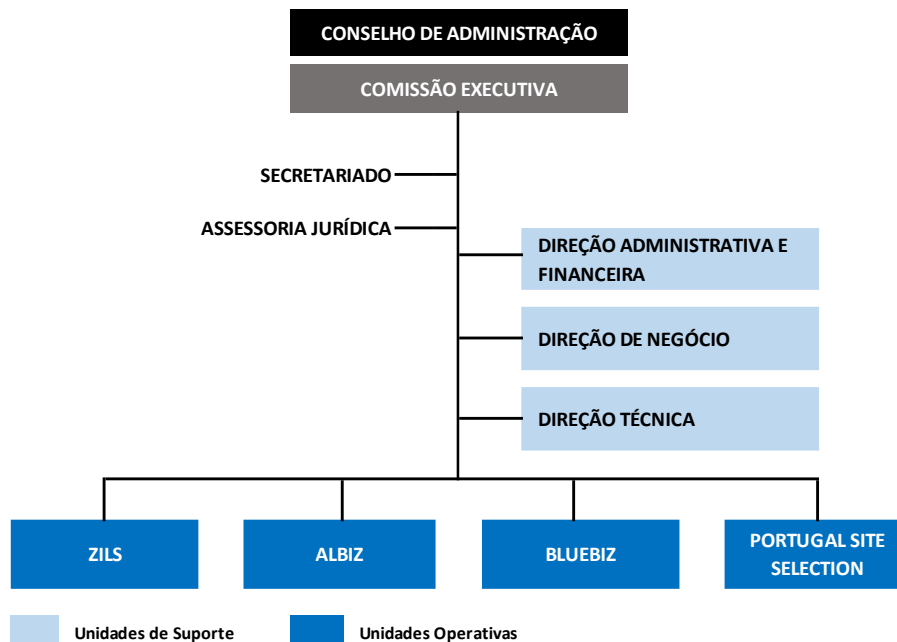 CONSELHO DE ADMINISTRAÇÃO
COMISSÃO EXECUTIVA
SECRETARIADO
ASSESSORIA JURÍDICA
DIREÇÃO ADMINISTRATIVA E
FINANCEIRA
DIREÇÃO DE NEGÓCIO
DIREÇÃO TÉCNICA
ZILS
ALBIZ
BLUEBIZ
PORTUGAL SITE
SELECTION
Unidades de Suporte
Unidades Operativas